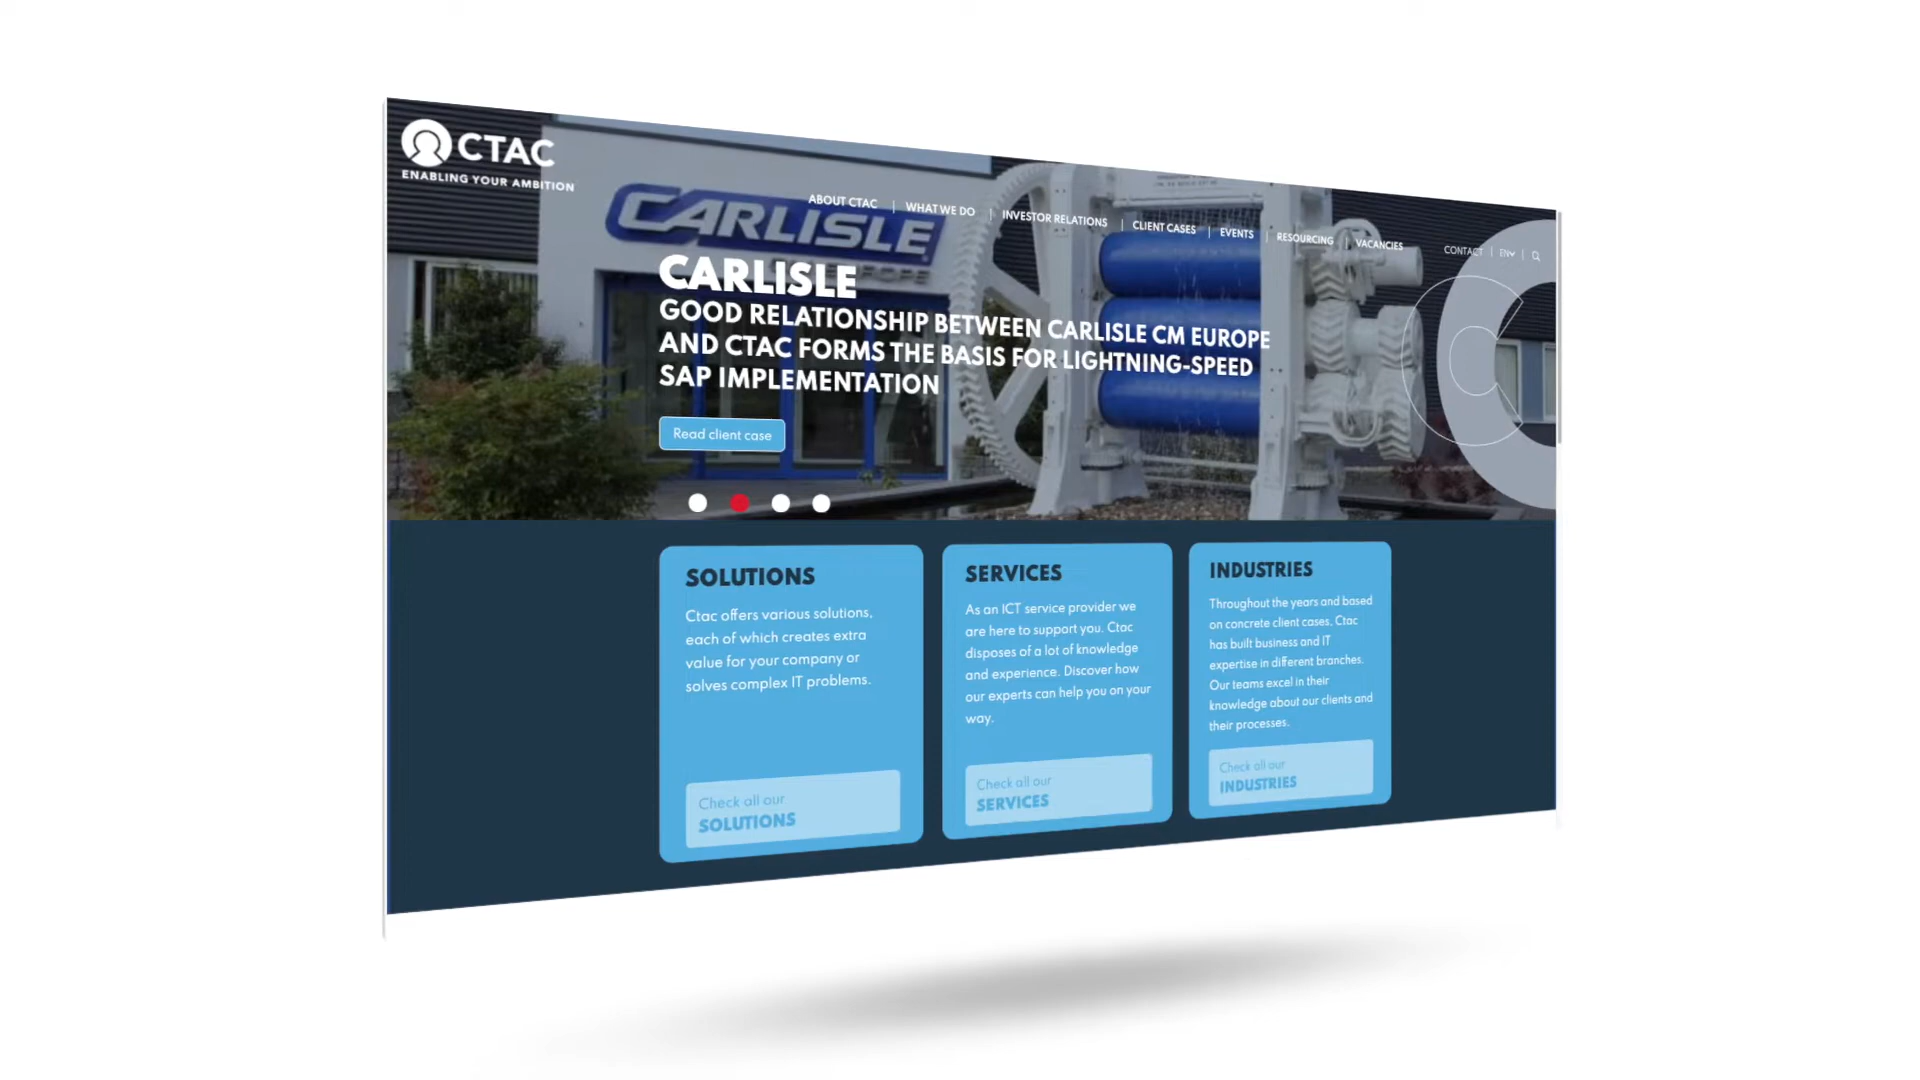 CTAC
ENABLING YOUR AMBITION
ABOUT CTAC | WHAT WE DO | INVESTOR RELATIONS | CLIENT CASES | EVENTS | RESOURCING | VACANCIES
CONTACT | EN |
CARLISLE
EUROPE
CARLISLE
GOOD RELATIONSHIP BETWEEN CARLISLE CM EUROPE
AND CTAC FORMS THE BASIS FOR LIGHTNING-SPEED
SAP IMPLEMENTATION
Read client case
SOLUTIONS
Ctac offers various solutions,
each of which creates extra
value for your company or
solves complex IT problems.
Check all our
SOLUTIONS
SERVICES
As an ICT service provider we
are here to support you. Ctac
disposes of a lot of knowledge
and experience. Discover how
our experts can help you on your
way.
Check all our
SERVICES
INDUSTRIES
Throughout the years and based
on concrete client cases, Ctac
has built business and IT
expertise in different branches.
Our teams excel in their
knowledge about our clients and
their processes.
Check all our
INDUSTRIES